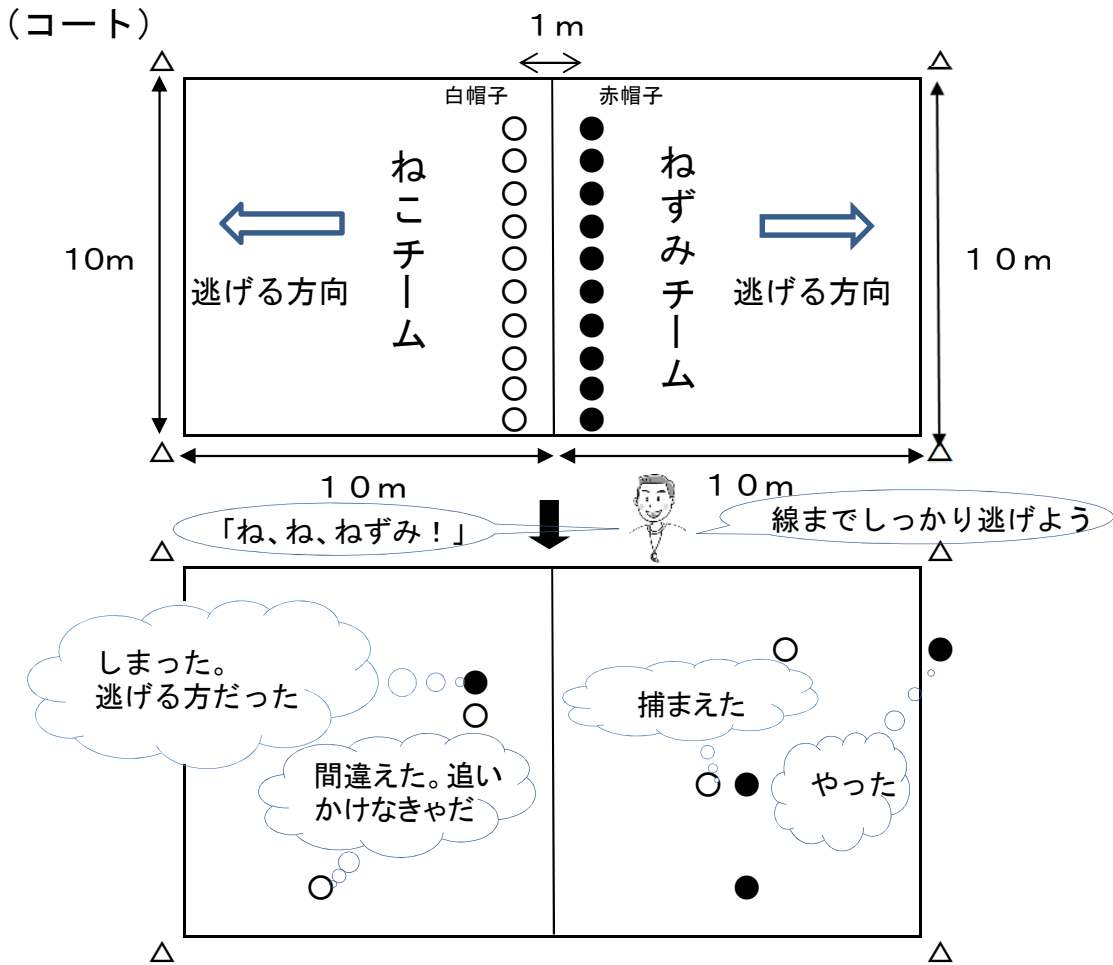 （コート）
１ｍ
白帽子
赤帽子
ねこチーム
ねずみチーム
10ｍ
逃げる方向
逃げる方向
１０ｍ
１０ｍ
１０ｍ
「ね、ね、ねずみ！」
線までしっかり逃げよう
しまった。
逃げる方だった
捕まえた
間違えた。追い
かけなきゃだ
やった